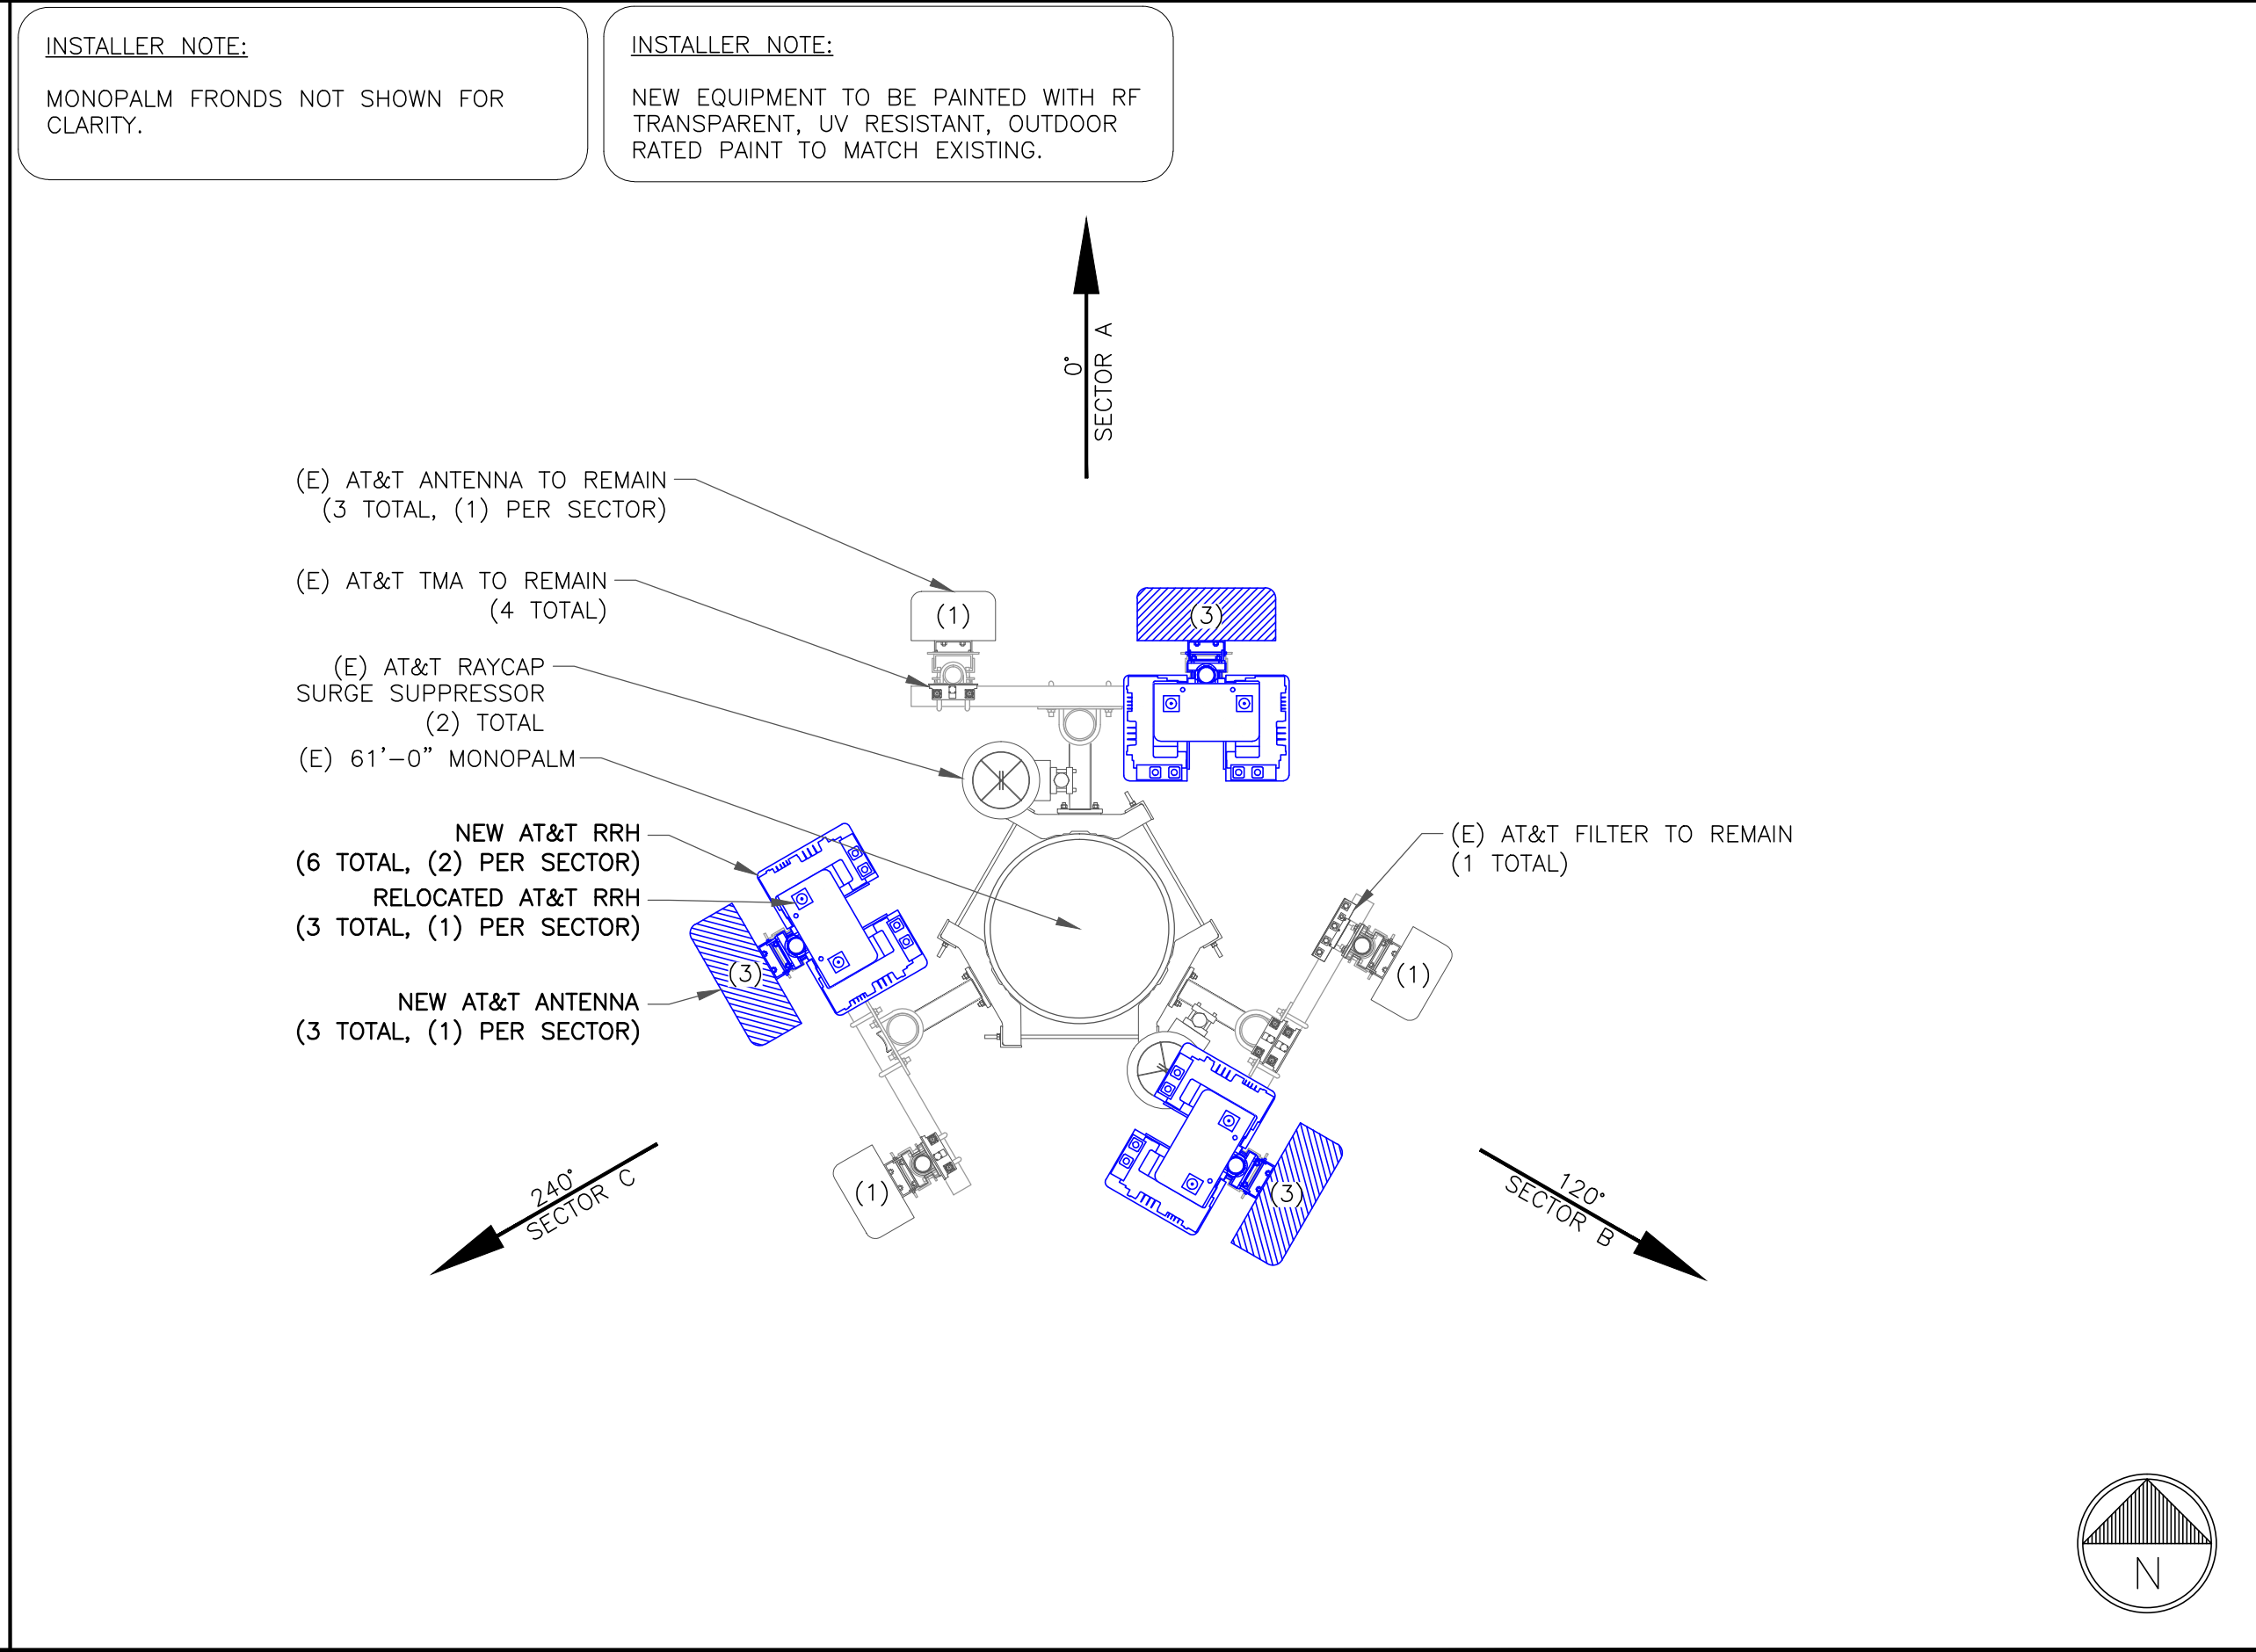 INSTALLER NOTE:
MONOPALM FRONDS NOT SHOWN FOR
CLARITY.
INSTALLER NOTE:
NEW EQUIPMENT TO BE PAINTED WITH RF
TRANSPARENT, UV RESISTANT, OUTDOOR
RATED PAINT TO MATCH EXISTING.
0°
SECTOR A
(E) AT&T ANTENNA TO REMAIN
(3 TOTAL, (1) PER SECTOR)
(E) AT&T TMA TO REMAIN
(4 TOTAL)
(E) AT&T RAYCAP
SURGE SUPPRESSOR
(2) TOTAL
(E) 61'-0" MONOPALM
NEW AT&T RRH
(6 TOTAL, (2) PER SECTOR)
RELOCATED AT&T RRH
(3 TOTAL, (1) PER SECTOR)
NEW AT&T ANTENNA
(3 TOTAL, (1) PER SECTOR)
(1)
(3)
(E) AT&T FILTER TO REMAIN
(1 TOTAL)
(3)
(1)
(1)
(3)
240°
SECTOR C
120°
SECTOR B
N